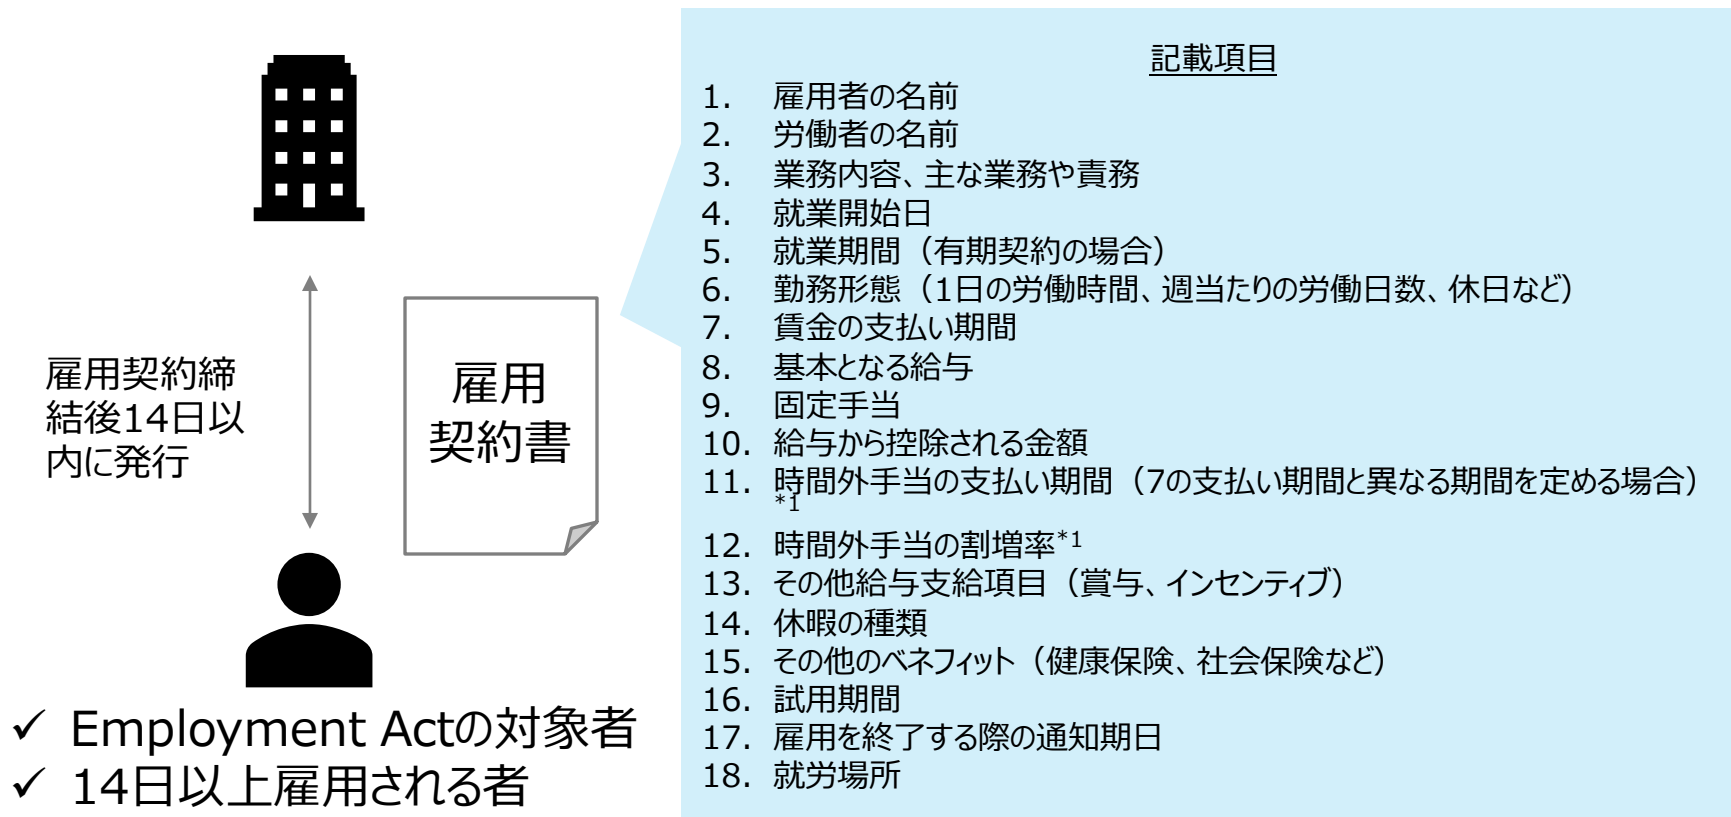 雇用契約締
結後14日以
内に発行
雇用
契約書
✓ Employment Actの対象者
✓ 14日以上雇用される者
記載項目
1. 雇用者の名前
2. 労働者の名前
3. 業務内容、主な業務や責務
4. 就業開始日
5. 就業期間（有期契約の場合）
6. 勤務形態（1日の労働時間、週当たりの労働日数、休日など）
7. 賃金の支払い期間
8. 基本となる給与
9. 固定手当
10. 給与から控除される金額
11. 時間外手当の支払い期間（7の支払い期間と異なる期間を定める場合）
*1
12. 時間外手当の割増率*1
13. その他給与支給項目（賞与、インセンティブ）
14. 休暇の種類
15. その他のベネフィット（健康保険、社会保険など）
16. 試用期間
17. 雇用を終了する際の通知期日
18. 就労場所